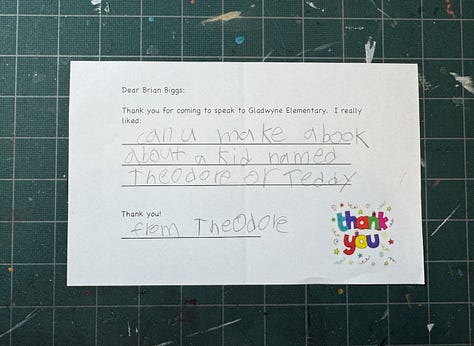 Dear Brian Biggs:
Thank you for coming to speak to Gladwyne Elementary. I really
liked:
can u make a book
about a kid named
Theodore or Teddy
Thank you!
from Theodore
thank
you